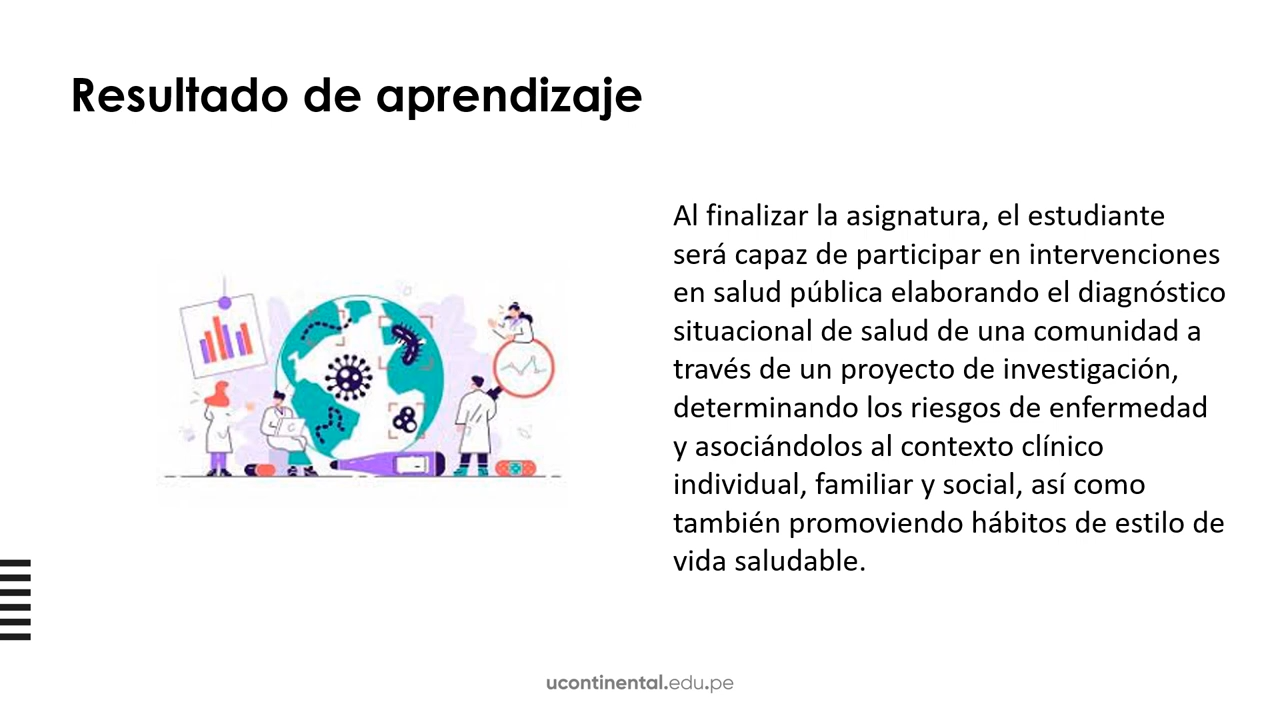 Resultado de aprendizaje
Al finalizar la asignatura, el estudiante
será capaz de participar en intervenciones
en salud pública elaborando el diagnóstico
situacional de salud de una comunidad a
través de un proyecto de investigación,
determinando los riesgos de enfermedad
y asociándolos al contexto clínico
individual, familiar y social, así como
también promoviendo hábitos de estilo de
vida saludable.
ucontinental.edu.pe